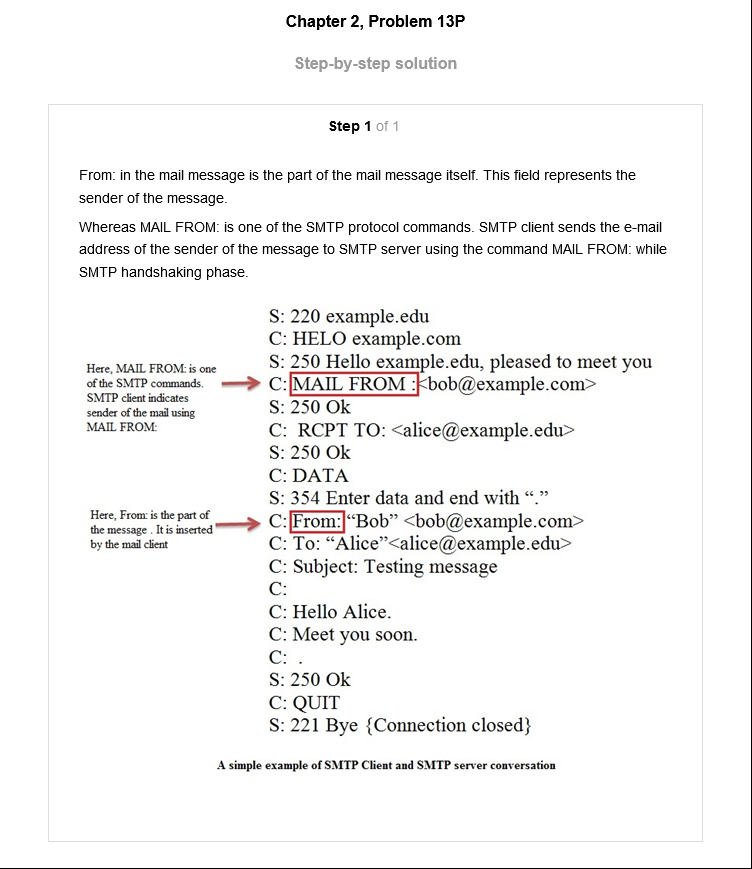 Chapter 2, Problem 13P
Step-by-step solution
Step 1 of 1
From: in the mail message is the part of the mail message itself. This field represents the
sender of the message.
Whereas MAIL FROM: is one of the SMTP protocol commands. SMTP client sends the e-mail
address of the sender of the message to SMTP server using the command MAIL FROM: while
SMTP handshaking phase.
S: 220 example.edu
C: HELO example.com
S: 250 Hello example.edu, pleased to meet you
Here, MAIL FROM: is one
of the SMTP commands.
SMTP client indicates
sender of the mail using
MAIL FROM:
C: MAIL FROM :<bob@example.com>
S: 250 Ok
C: RCPT TO: <alice@example.edu>
S: 250 Ok
C: DATA
S: 354 Enter data and end with “.”
Here, From: is the part of
the message . It is inserted
by the mail client
C: From: “Bob” <bob@example.com>
C: To: “Alice”<alice@example.edu>
C: Subject: Testing message
C:
C: Hello Alice.
C: Meet you soon.
C: .
S: 250 Ok
C: QUIT
S: 221 Bye {Connection closed}
A simple example of SMTP Client and SMTP server conversation